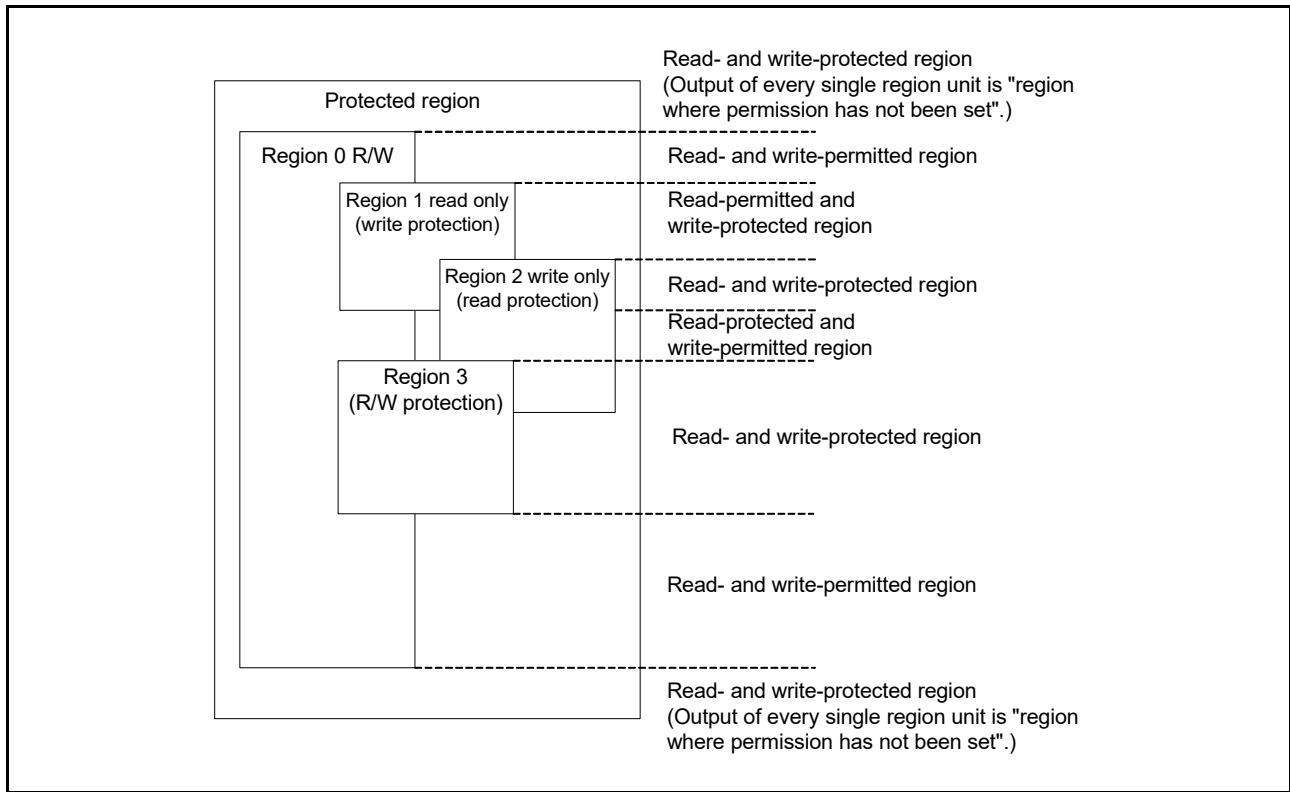 Read- and write-protected region
(Output of every single region unit is "region
where permission has not been set".)
Protected region
Region 0 R/W
Read- and write-permitted region
Region 1 read only
(write protection)
Read-permitted and
write-protected region
Region 2 write only
(read protection)
Read- and write-protected region
Read-protected and
write-permitted region
Region 3
(R/W protection)
Read- and write-protected region
Read- and write-permitted region
Read- and write-protected region
(Output of every single region unit is "region
where permission has not been set".)